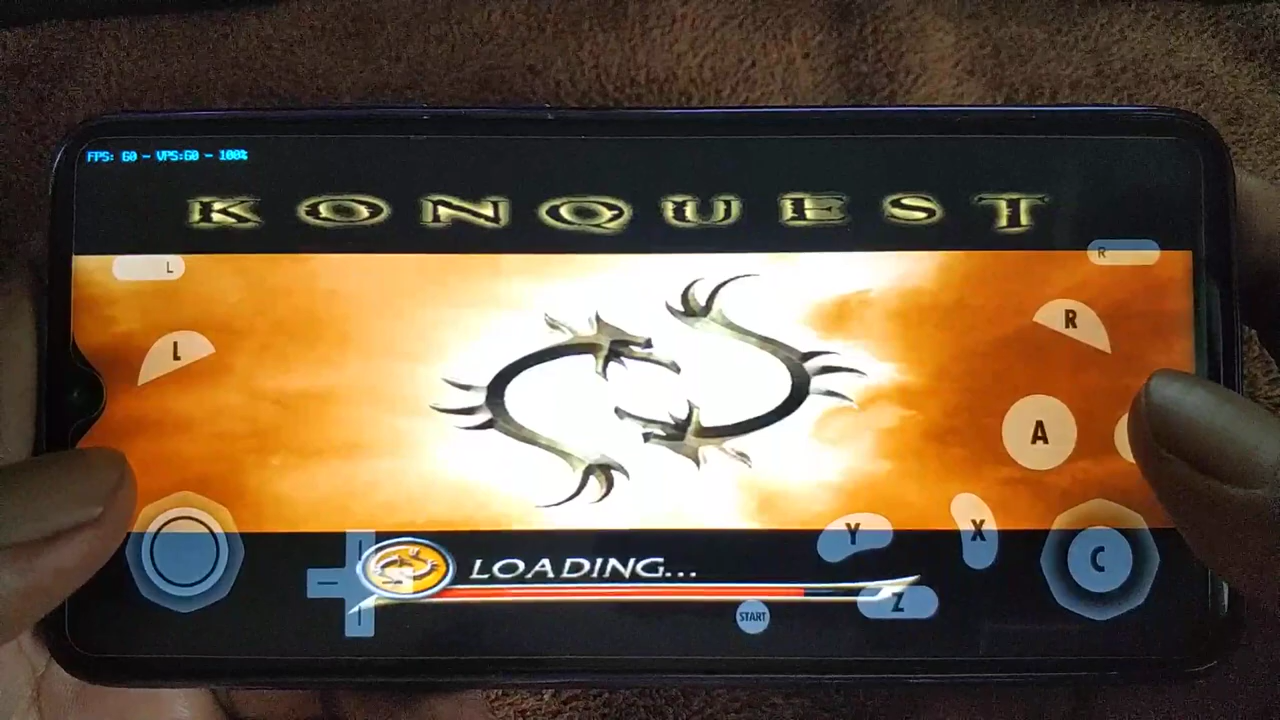 FPS: 60 - VPS:60 - 100%
KONQUEST
L
R
L
R
A
Y
X
C
LOADING...
Z
START